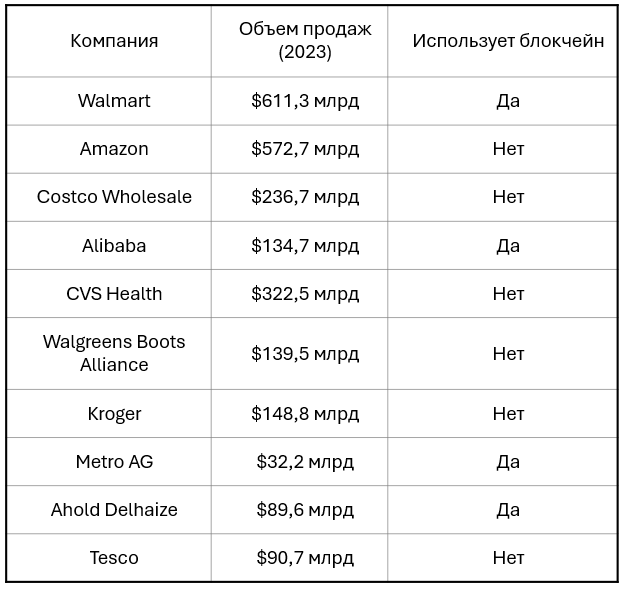 Компания
Объем продаж
(2023)
Использует блокчейн
Walmart
$611,3 млрд
Да
Amazon
$572,7 млрд
Нет
Costco Wholesale
$236,7 млрд
Нет
Alibaba
$134,7 млрд
Да
CVS Health
$322,5 млрд
Нет
Walgreens Boots
Alliance
$139,5 млрд
Нет
Kroger
$148,8 млрд
Нет
Metro AG
$32,2 млрд
Да
Ahold Delhaize
$89,6 млрд
Да
Tesco
$90,7 млрд
Нет